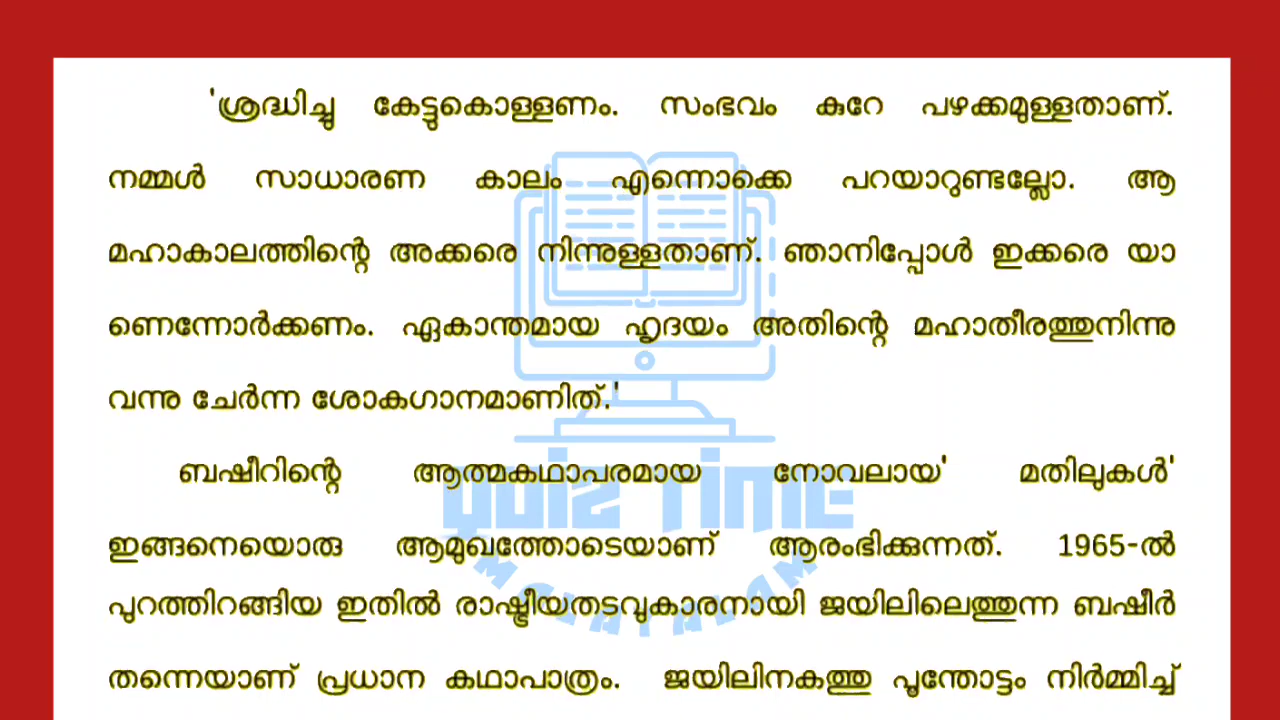 'ശ്രദ്ധിച്ചു കേട്ടുകൊള്ളണം. സംഭവം കുറേ പഴക്കമുള്ളതാണ്.
നമ്മൾ സാധാരണ കാലം എന്നൊക്കെ പറയാറുണ്ടല്ലോ. ആ
മഹാകാലത്തിന്റെ അക്കരെ നിന്നുള്ളതാണ്. ഞാനിപ്പോൾ ഇക്കരെ യാ
ണെന്നോർക്കണം. ഏകാന്തമായ ഹൃദയം അതിന്റെ മഹാതീരത്തുനിന്നു
വന്നു ചേർന്ന ശോകഗാനമാണിത്.'
ബഷീറിന്റെ ആത്മകഥാപരമായ നോവലായ' മതിലുകൾ'
QUIZ TIME
ഇങ്ങനെയൊരു ആമുഖത്തോടെയാണ് ആരംഭിക്കുന്നത്. 1965-ൽ
MALAYALAM
പുറത്തിറങ്ങിയ ഇതിൽ രാഷ്ട്രീയതടവുകാരനായി ജയിലിലെത്തുന്ന ബഷീർ
തന്നെയാണ് പ്രധാന കഥാപാത്രം. ജയിലിനകത്തു പൂന്തോട്ടം നിർമ്മിച്ച്